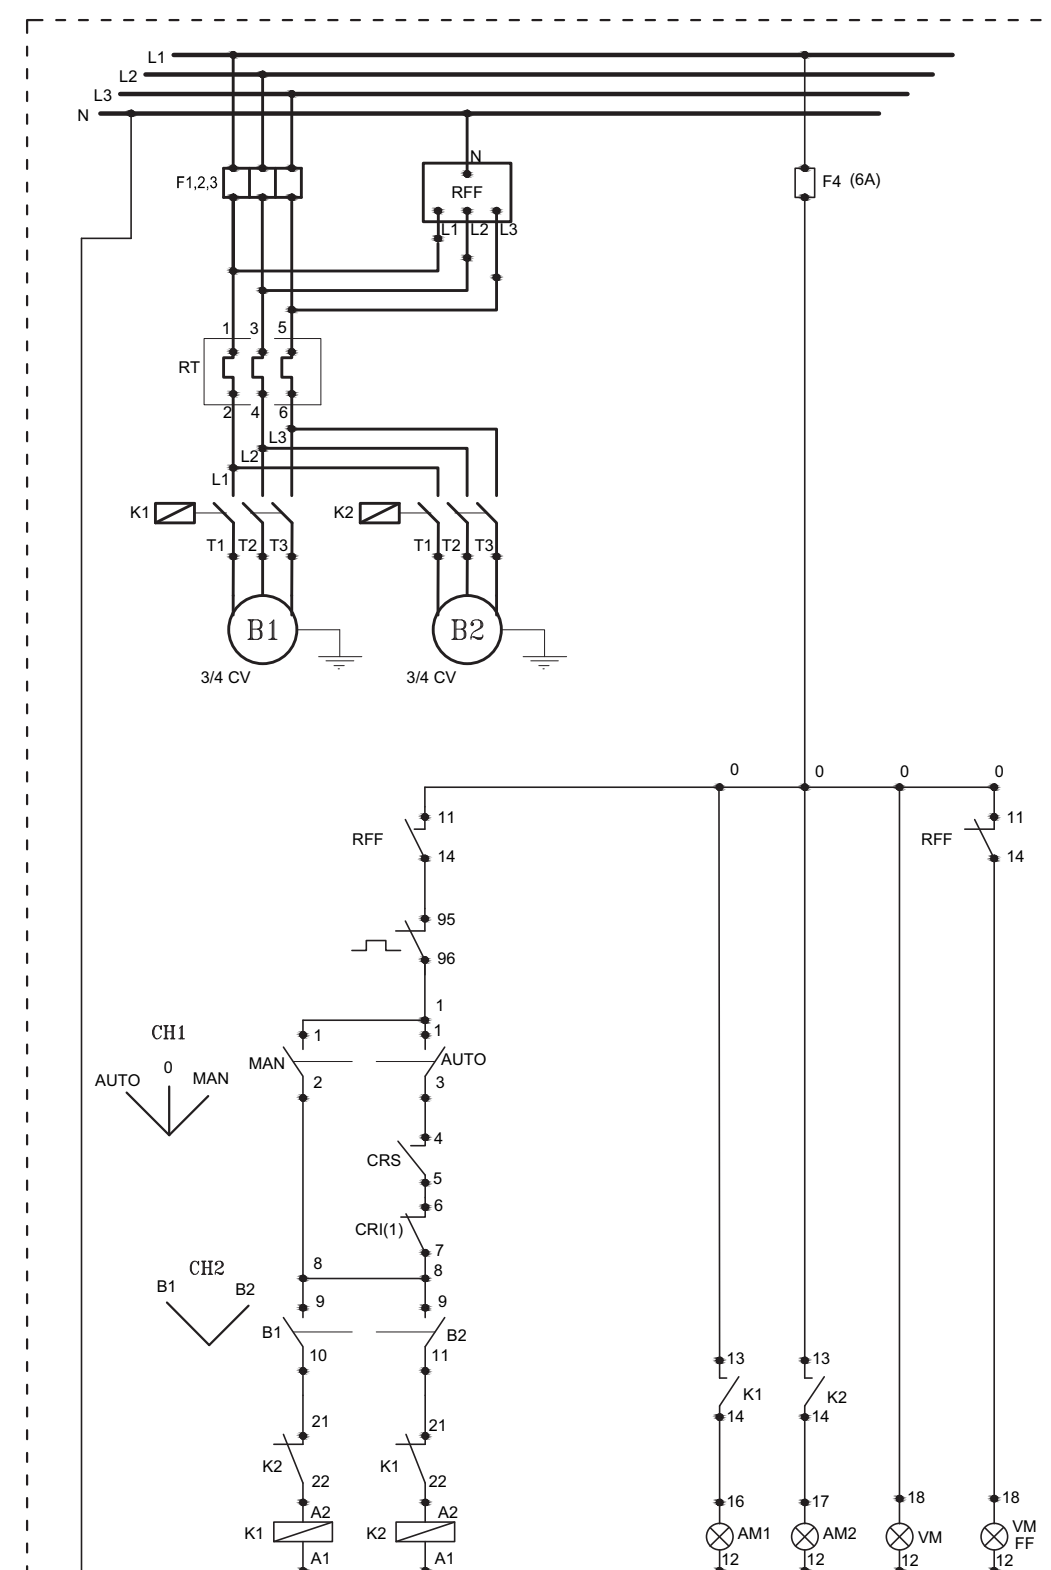 L1
L2
L3
N
F1,2,3
N
RFF
L1 L2 L3
F4 (6A)
1 3 5
RT
2 4 6
L3
L2
L1
K1
K2
T1 T2 T3
T1 T2 T3
B1
B2
3/4 CV
3/4 CV
0 0 0 0
11
RFF
14
11
RFF
14
95
96
1
CH1
1
1
MAN
AUTO
0
AUTO
MAN
2
3
4
CRS
5
6
CRI(1)
7
8
8
CH2
B1
B2
9
9
B1
B2
10
11
13
13
K1
K2
14
14
21
21
K2
K1
22
22
A2
A2
K1
K2
A1
A1
16
17
18
18
AM1
AM2
VM
VM
FF
12
12
12
12